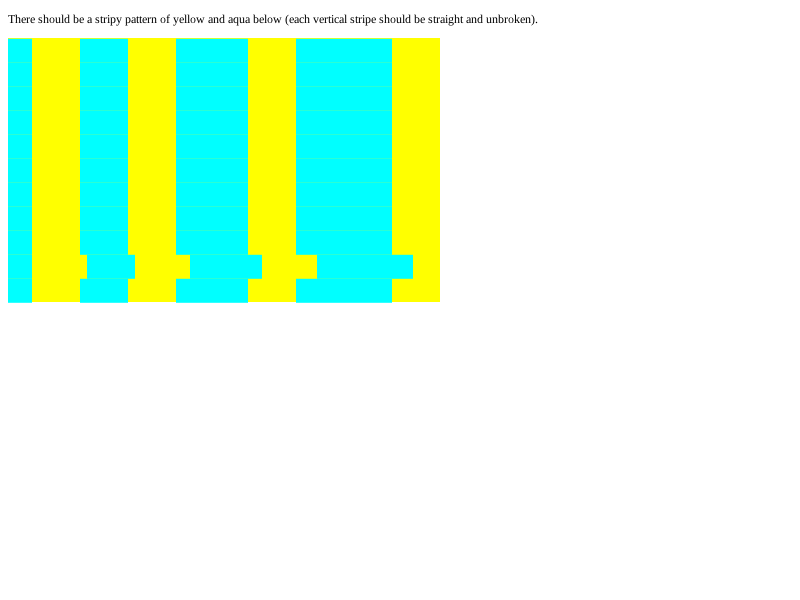 There should be a stripy pattern of yellow and aqua below (each vertical stripe should be straight and unbroken).